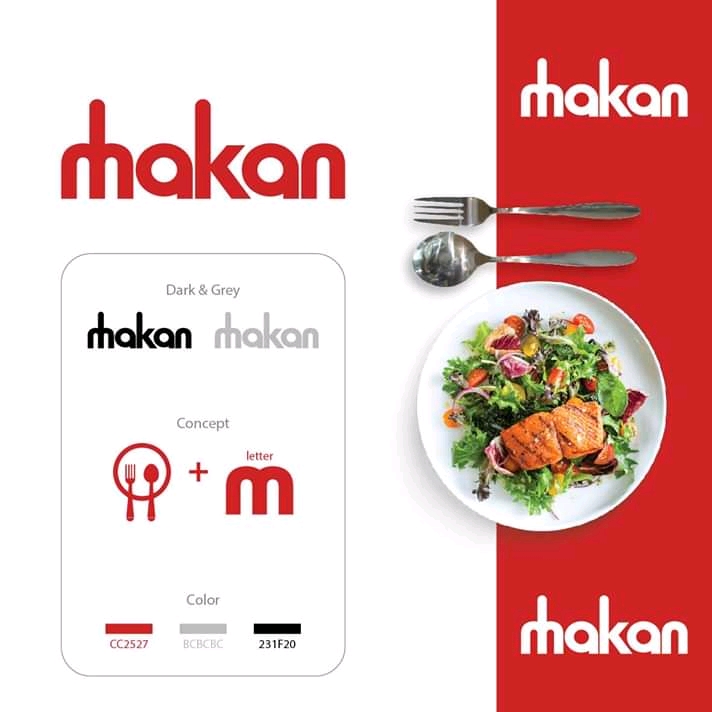 makan
makan
Dark & Grey
makan makan
Concept
+ letter
m
Color
CC2527 BCBCBC 231F20
makan